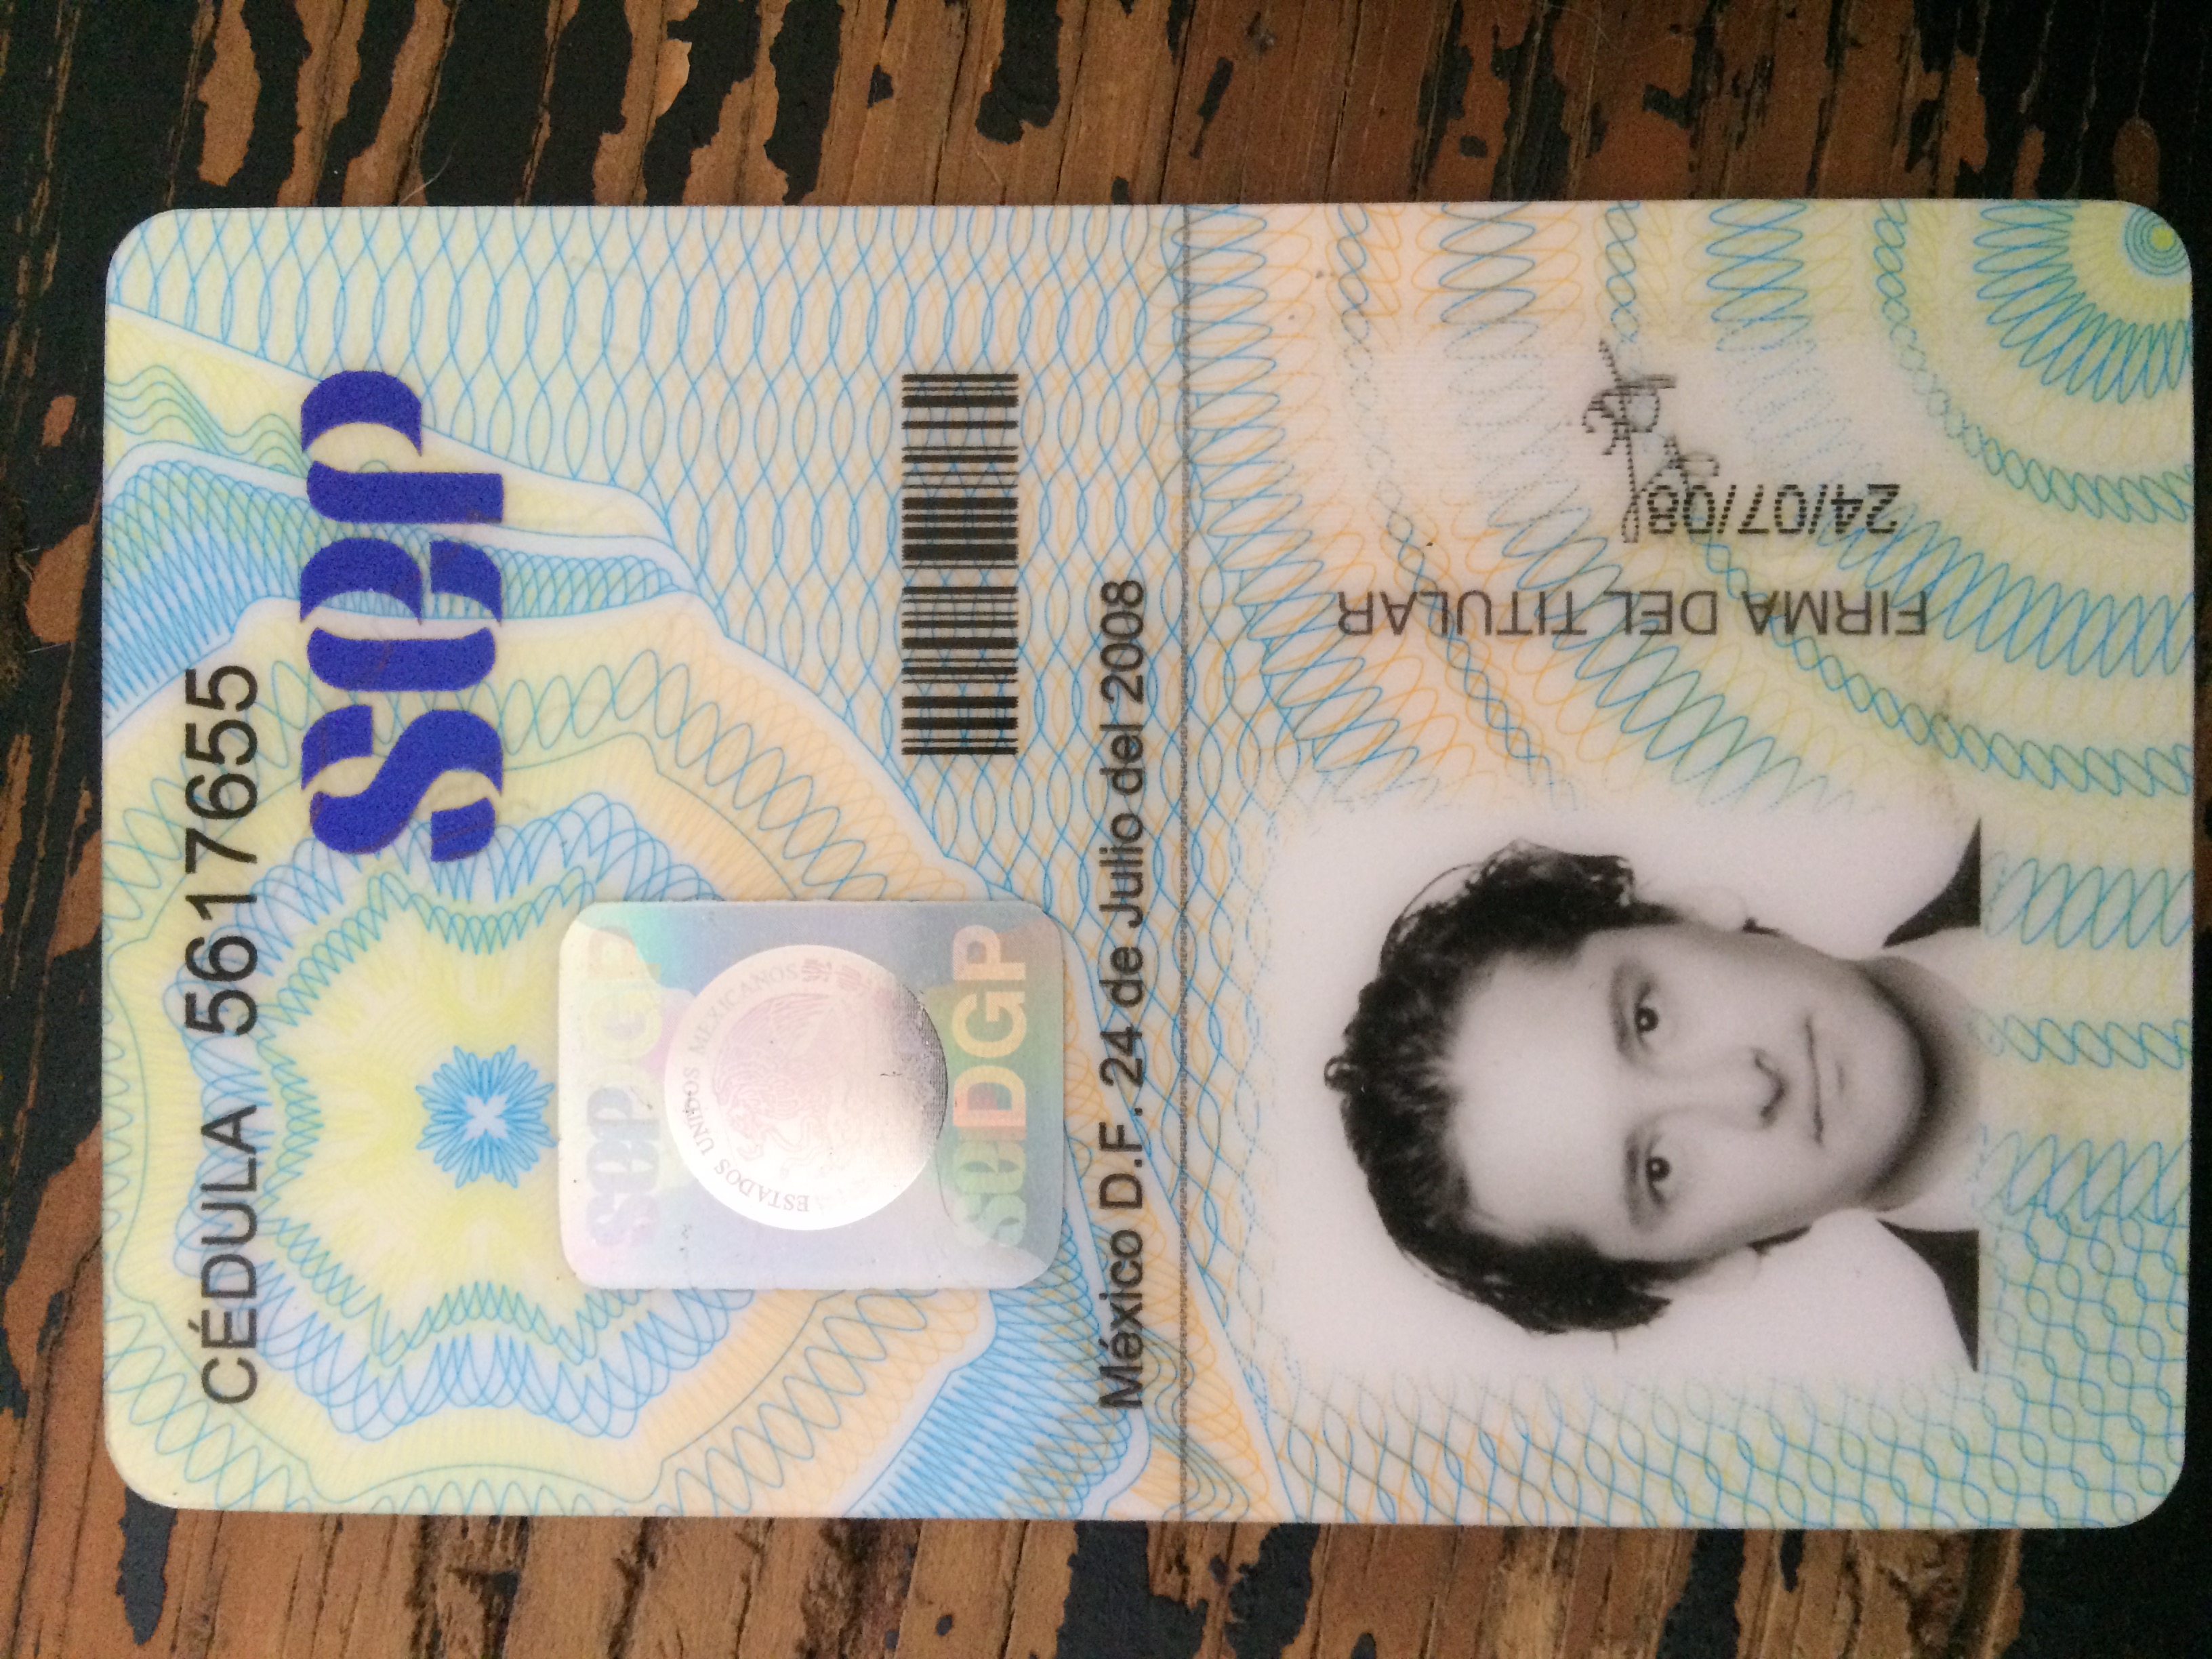 CÉDULA 5617655
sep
sep DGP
ESTADOS UNIDOS MEXICANOS
sep DGP
México D.F. 24 de Julio del 2008
FIRMA DEL TITULAR
24/07/08